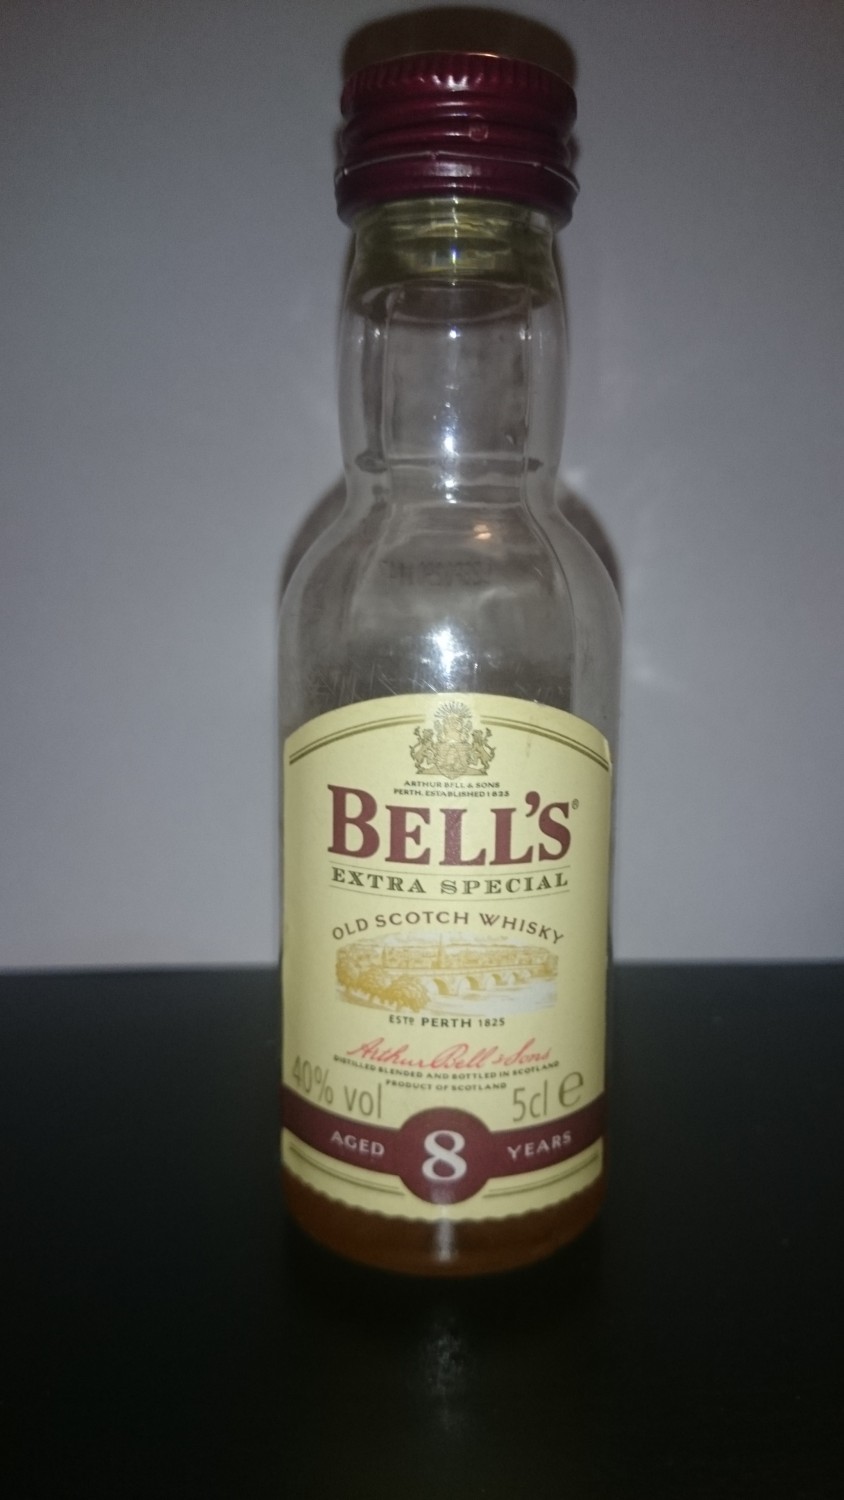 ARTHUR BELL & SONS
PERTH. ESTABLISHED 1825
BELL'S®
EXTRA SPECIAL
OLD SCOTCH WHISKY
ESTD PERTH 1825
Arthur Bell & Sons
DISTILLED BLENDED AND BOTTLED IN SCOTLAND
PRODUCT OF SCOTLAND
40% vol 5cl e
AGED 8 YEARS